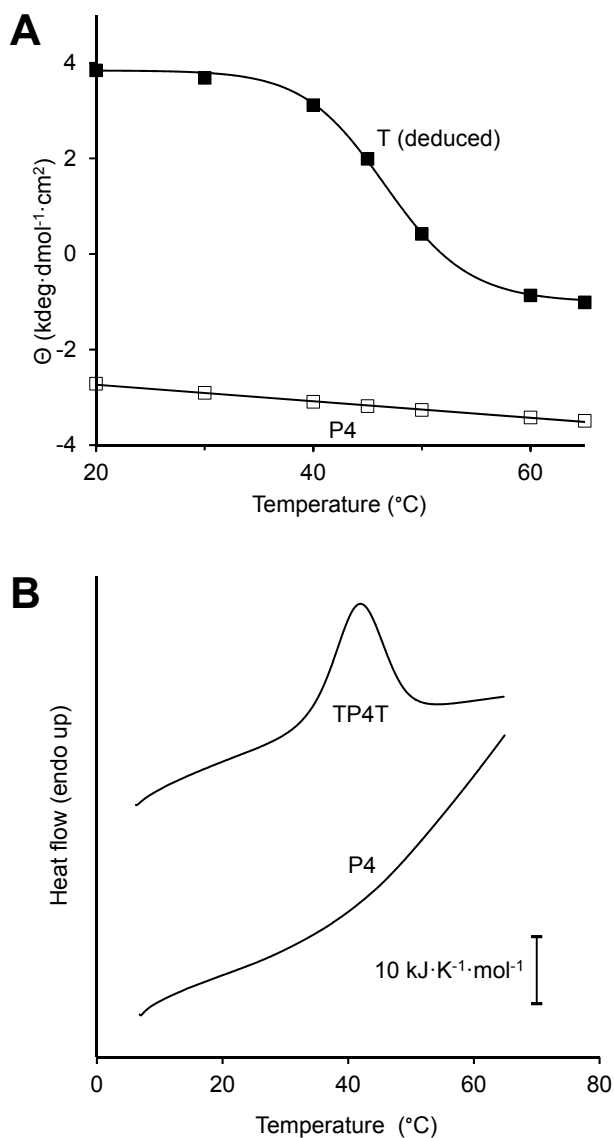 A
4
2
0
-2
-4
Θ (kdeg·dmol⁻¹·cm²)
T (deduced)
P4
20 40 60
Temperature (°C)
B
Heat flow (endo up)
TP4T
P4
10 kJ·K⁻¹·mol⁻¹
0 20 40 60 80
Temperature (°C)